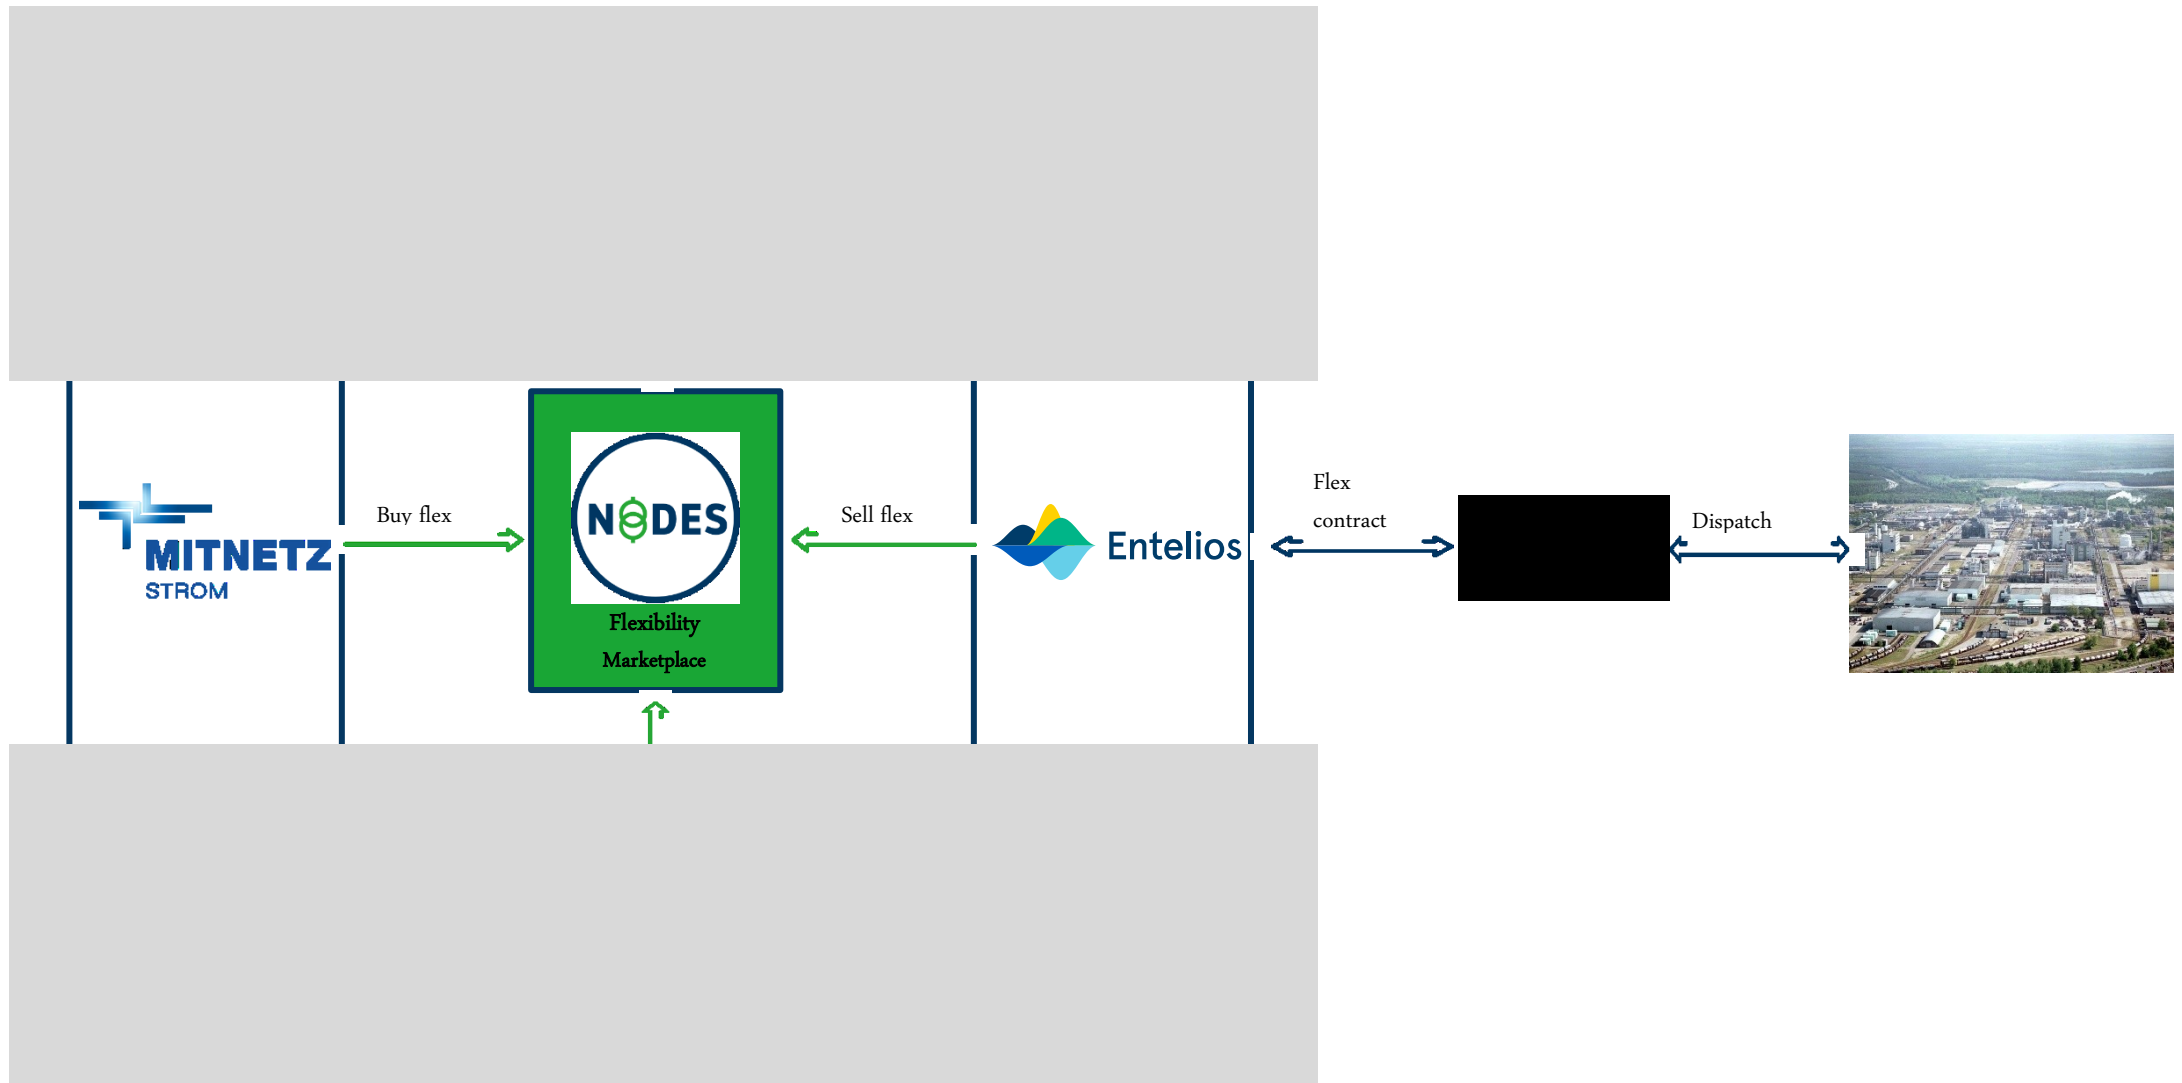 MITNETZ
STROM
Buy flex
NODES
Flexibility
Marketplace
Sell flex
Entelios
Flex
contract
Dispatch